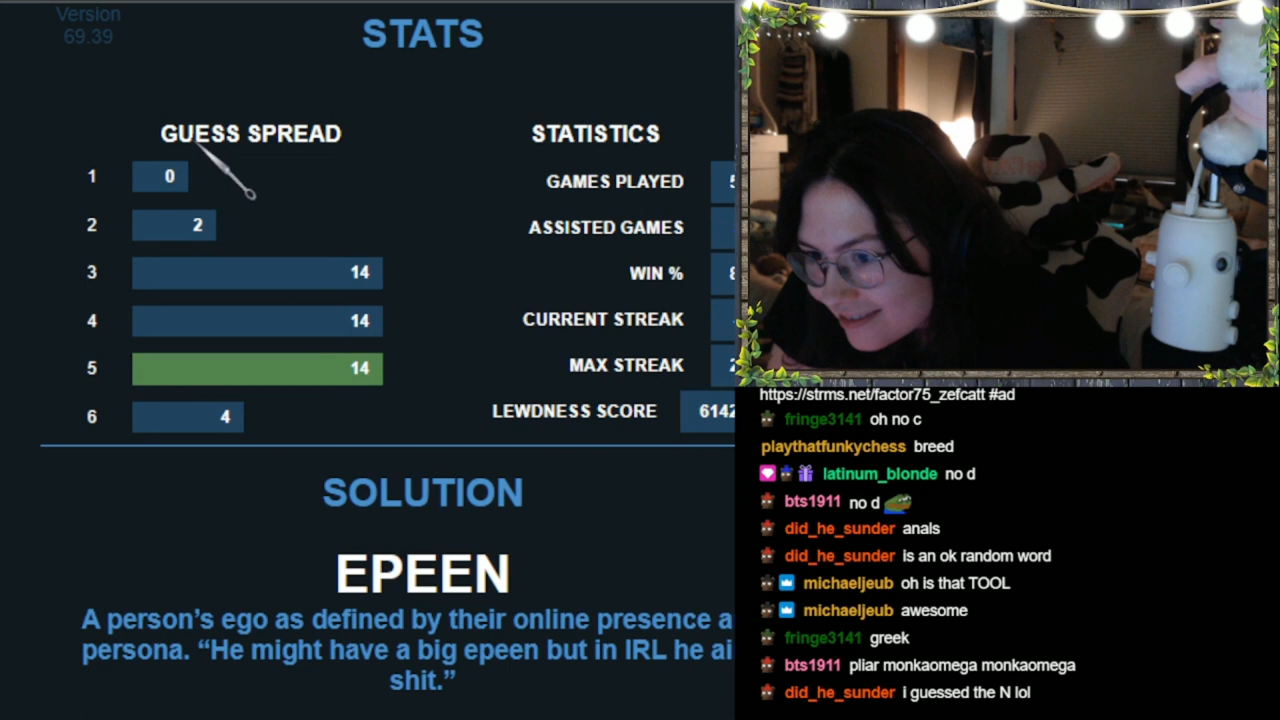 Version
69.39
STATS
GUESS SPREAD
1 0
2 2
3 14
4 14
5 14
6 4
STATISTICS
GAMES PLAYED
ASSISTED GAMES
WIN % 8
CURRENT STREAK
MAX STREAK 2
LEWDNESS SCORE 6142
SOLUTION
EPEEN
A person's ego as defined by their online presence a
persona. “He might have a big epeen but in IRL he ai
shit.”
https://strms.net/factor75_zefcatt #ad
fringe3141 oh no c
playthatfunkychess breed
latinum_blonde no d
bts1911 no d
did_he_sunder anals
did_he_sunder is an ok random word
michaeljeub oh is that TOOL
michaeljeub awesome
fringe3141 greek
bts1911 pliar monkaomega monkaomega
did_he_sunder i guessed the N lol